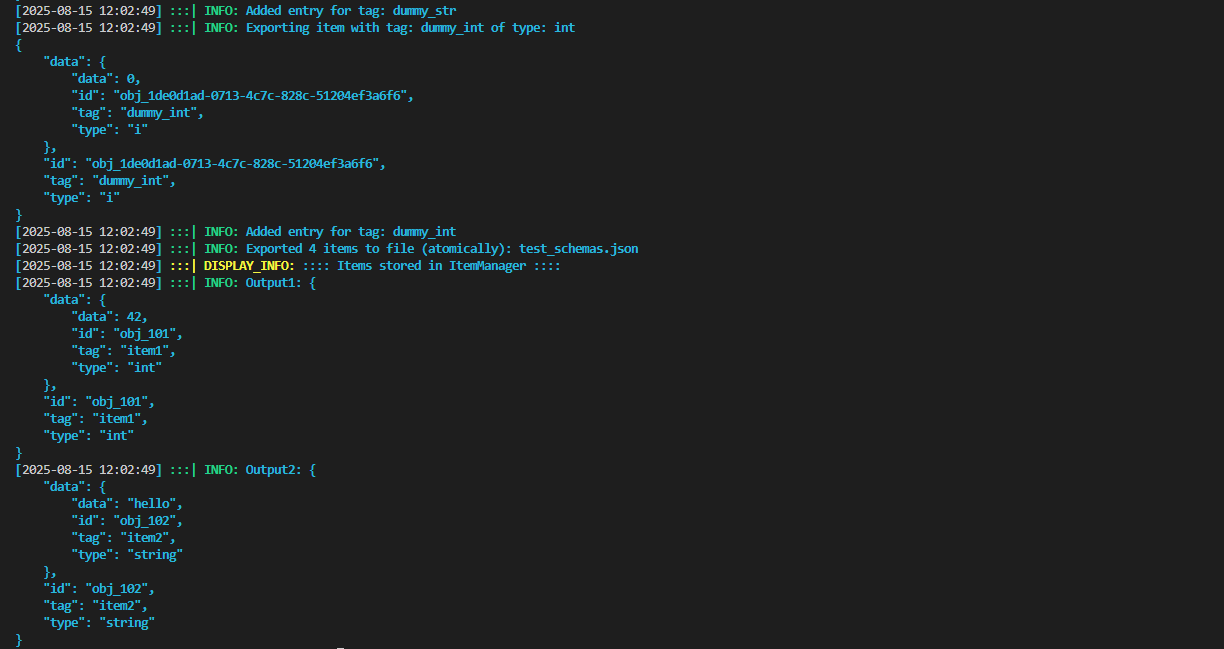 [2025-08-15 12:02:49] :::| INFO: Added entry for tag: dummy_str
[2025-08-15 12:02:49] :::| INFO: Exporting item with tag: dummy_int of type: int
{
    "data": {
        "data": 0,
        "id": "obj_1de0d1ad-0713-4c7c-828c-51204ef3a6f6",
        "tag": "dummy_int",
        "type": "i"
    },
    "id": "obj_1de0d1ad-0713-4c7c-828c-51204ef3a6f6",
    "tag": "dummy_int",
    "type": "i"
}
[2025-08-15 12:02:49] :::| INFO: Added entry for tag: dummy_int
[2025-08-15 12:02:49] :::| INFO: Exported 4 items to file (atomically): test_schemas.json
[2025-08-15 12:02:49] :::| DISPLAY_INFO: :::: Items stored in ItemManager ::::
[2025-08-15 12:02:49] :::| INFO: Output1: {
    "data": {
        "data": 42,
        "id": "obj_101",
        "tag": "item1",
        "type": "int"
    },
    "id": "obj_101",
    "tag": "item1",
    "type": "int"
}
[2025-08-15 12:02:49] :::| INFO: Output2: {
    "data": {
        "data": "hello",
        "id": "obj_102",
        "tag": "item2",
        "type": "string"
    },
    "id": "obj_102",
    "tag": "item2",
    "type": "string"
}